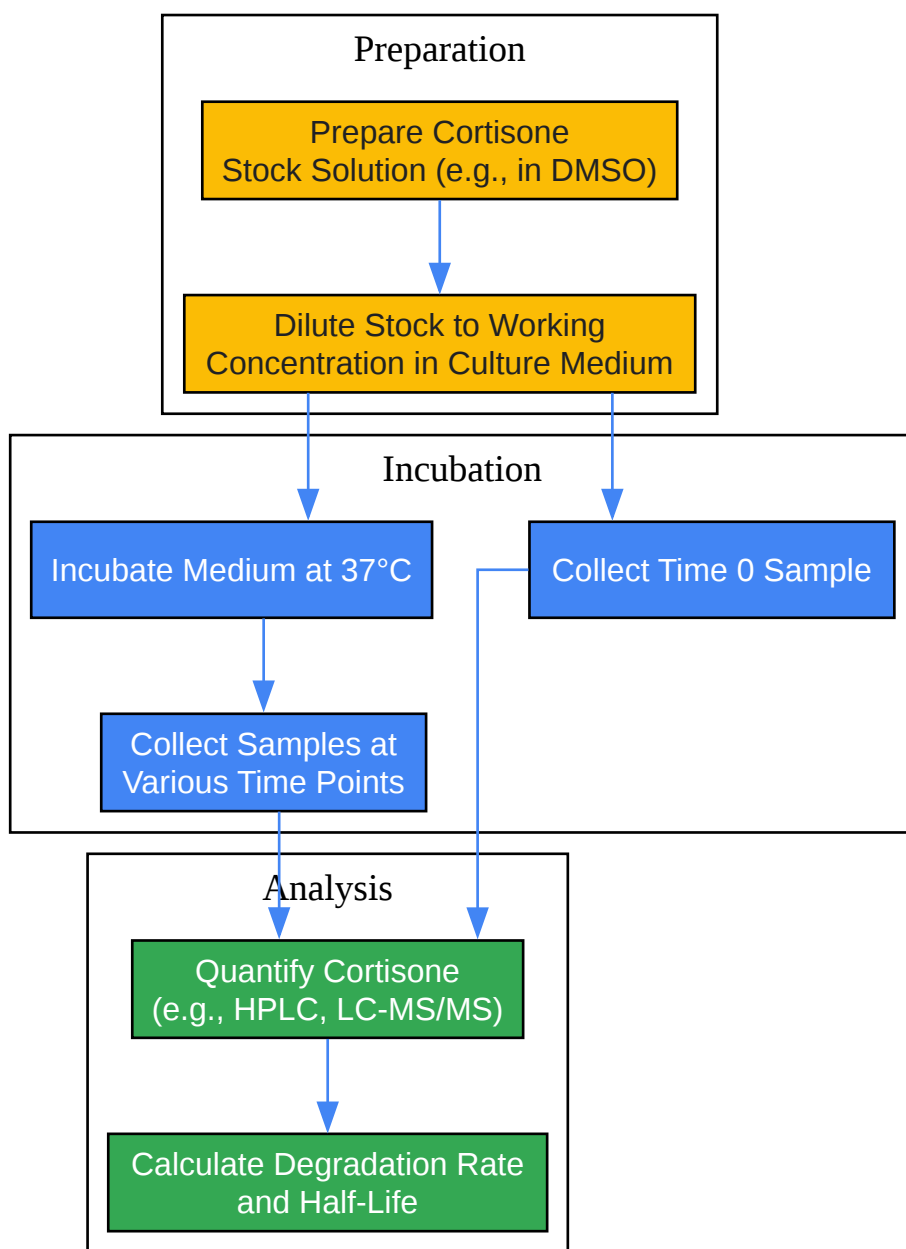 Preparation
Prepare Cortisone
Stock Solution (e.g., in DMSO)
Dilute Stock to Working
Concentration in Culture Medium
Incubation
Incubate Medium at 37°C
Collect Time 0 Sample
Collect Samples at
Various Time Points
Analysis
Quantify Cortisone
(e.g., HPLC, LC-MS/MS)
Calculate Degradation Rate
and Half-Life